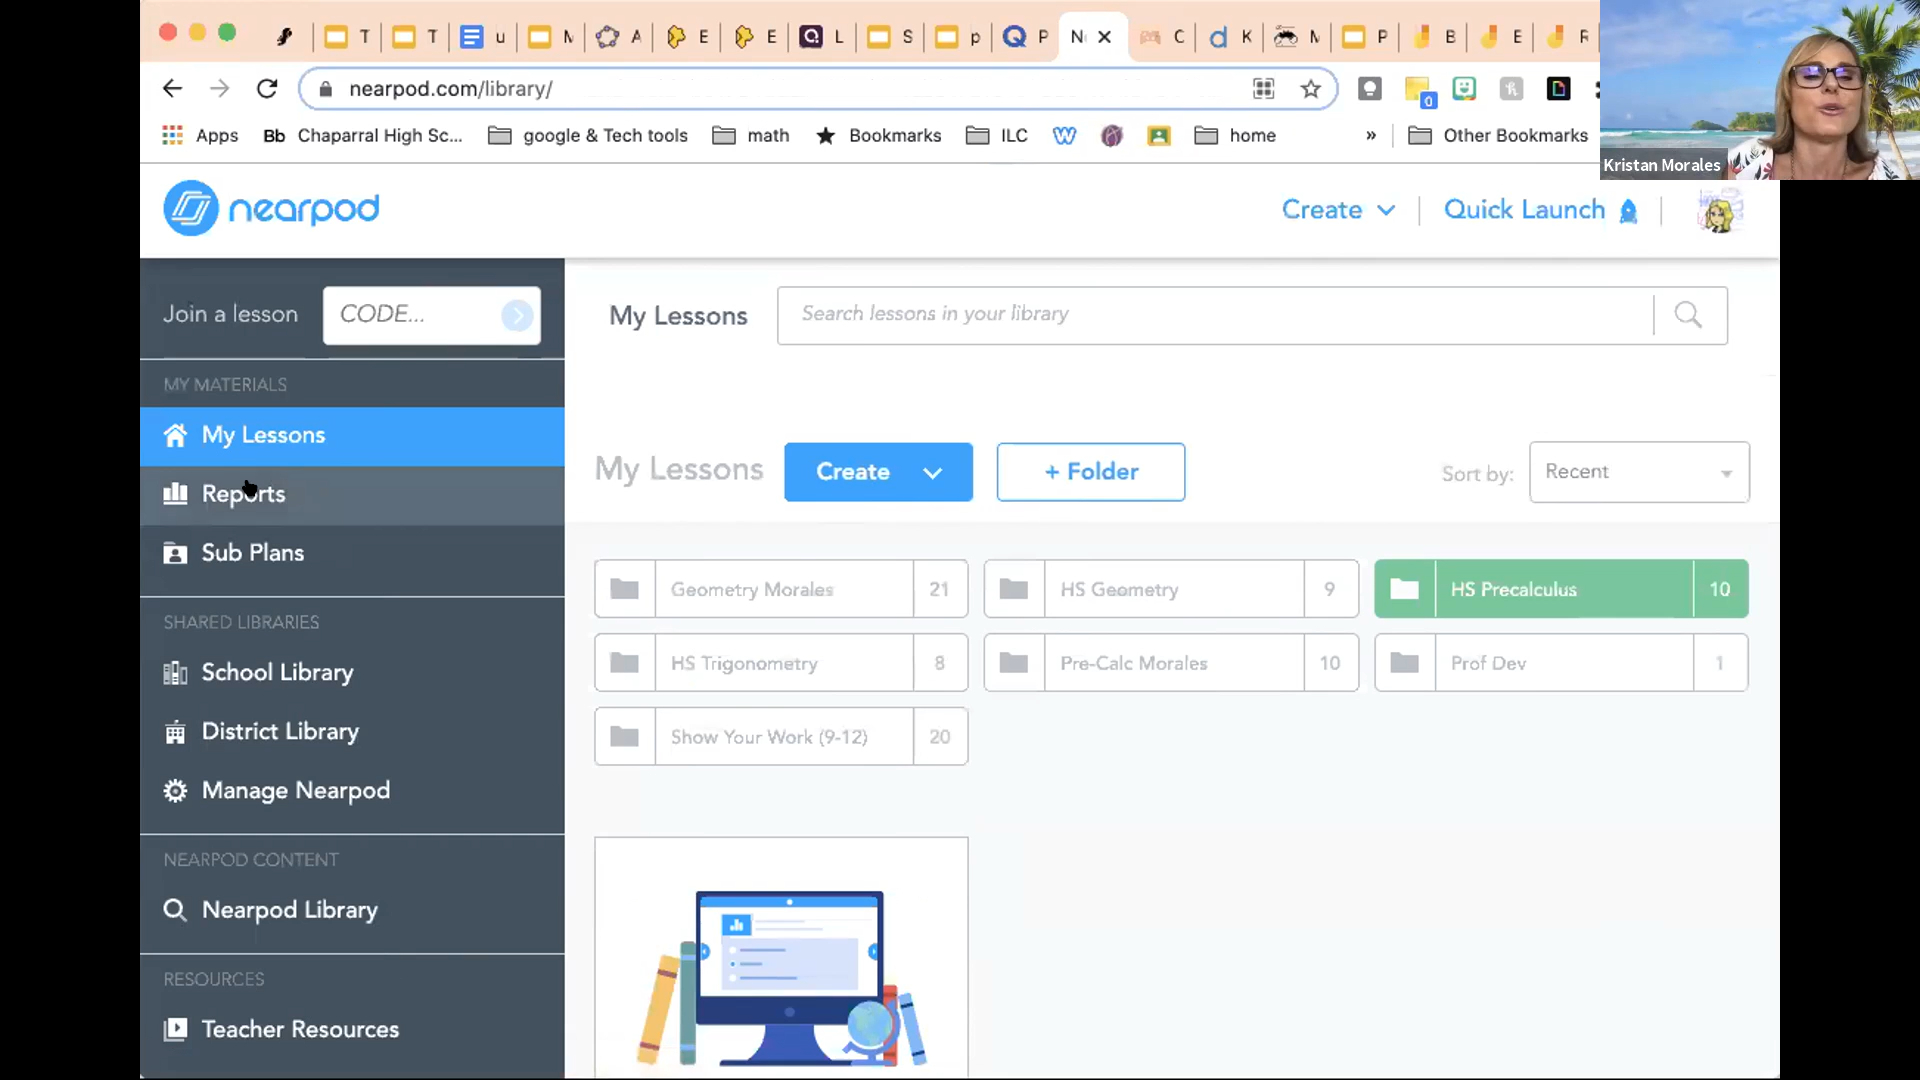 T
T
u
M
A
E
E
L
S
p
P
N
C
K
M
P
B
E
R
nearpod.com/library/
0
Apps
Bb Chaparral High Sc...
google & Tech tools
math
Bookmarks
ILC
home
»
Other Bookmarks
Kristan Morales
nearpod
Create
Quick Launch
Join a lesson
CODE...
My Lessons
Search lessons in your library
MY MATERIALS
My Lessons
Reports
Sub Plans
My Lessons
Create
+ Folder
Sort by:
Recent
Geometry Morales 21
HS Geometry 9
HS Precalculus 10
HS Trigonometry 8
Pre-Calc Morales 10
Prof Dev 1
Show Your Work (9-12) 20
SHARED LIBRARIES
School Library
District Library
Manage Nearpod
NEARPOD CONTENT
Nearpod Library
RESOURCES
Teacher Resources